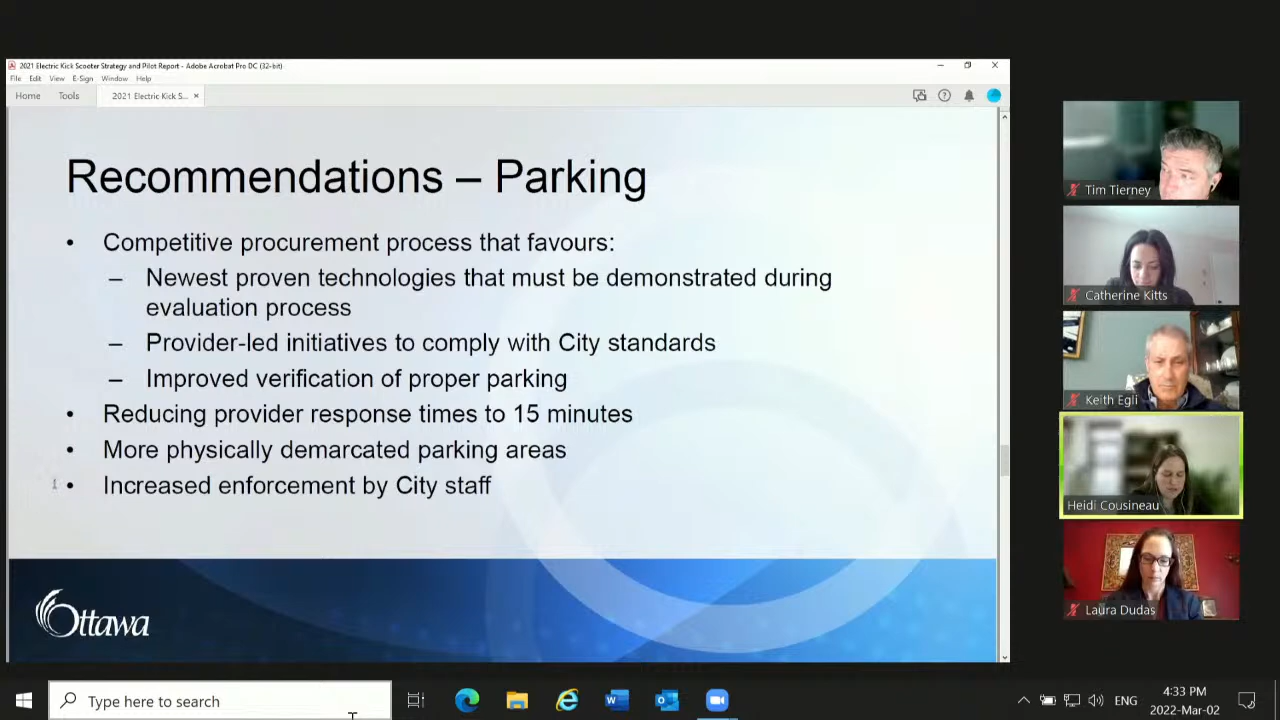 2021 Electric Kick Scooter Strategy and Pilot Report - Adobe Acrobat Pro DC (32-bit)
File Edit View E-Sign Window Help
Home Tools 2021 Electric Kick S... ×
Recommendations – Parking
• Competitive procurement process that favours:
– Newest proven technologies that must be demonstrated during
evaluation process
– Provider-led initiatives to comply with City standards
– Improved verification of proper parking
• Reducing provider response times to 15 minutes
• More physically demarcated parking areas
• Increased enforcement by City staff
Ottawa
Tim Tierney
Catherine Kitts
Keith Egli
Heidi Cousineau
Laura Dudas
Type here to search
ENG
4:33 PM
2022-Mar-02